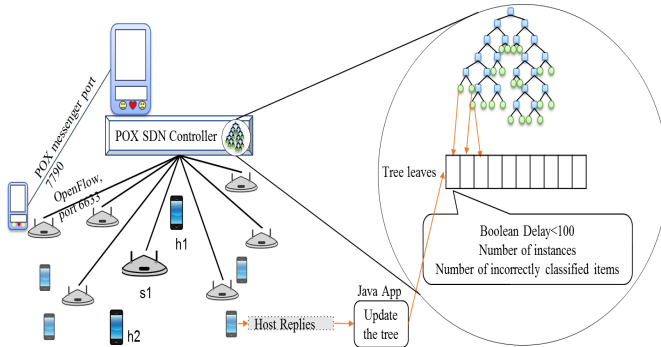 POX messenger port
7790
POX SDN Controller
OpenFlow,
port 6633
h1
s1
h2
Host Replies
Java App
Update
the tree
Tree leaves
Boolean Delay<100
Number of instances
Number of incorrectly classified items